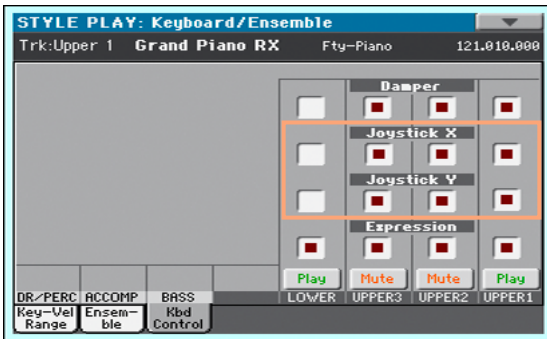 STYLE PLAY: Keyboard/Ensemble
Trk:Upper 1 Grand Piano RX Fty-Piano 121.010.000
Damper
Joystick X
Joystick Y
Expression
Play Mute Mute Play
DR/PERC ACCOMP BASS LOWER UPPER3 UPPER2 UPPER1
Key-Vel Ensem- Kbd
Range ble Control